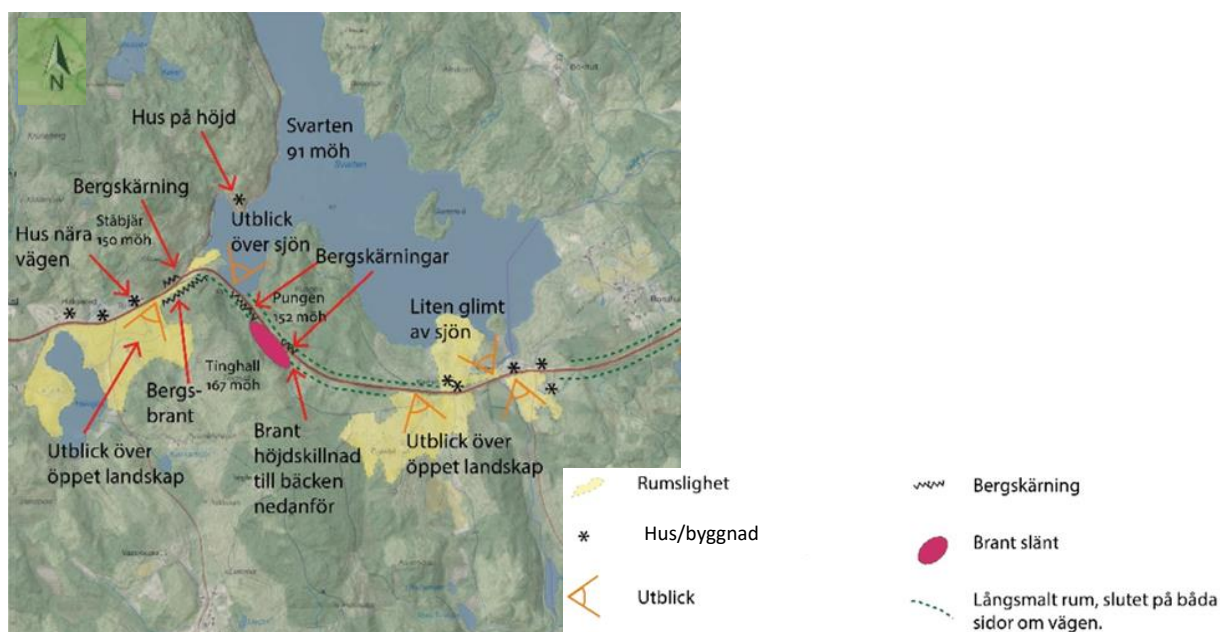 N
Hus på höjd
Svarten
91 möh
Svarten
Bergskärning
Ståbjär
150 möh
Hus nära
vägen
Utblick
över sjön
Bergskärningar
Pungen
152 möh
Liten glimt
av sjön
Tinghall
167 möh
Bergs-
brant
Utblick över
öppet landskap
Brant
höjdskillnad
till bäcken
nedanför
Utblick över
öppet landskap
Rumslighet
Hus/byggnad
Utblick
Bergskärning
Brant slänt
Långsmalt rum, slutet på båda
sidor om vägen.